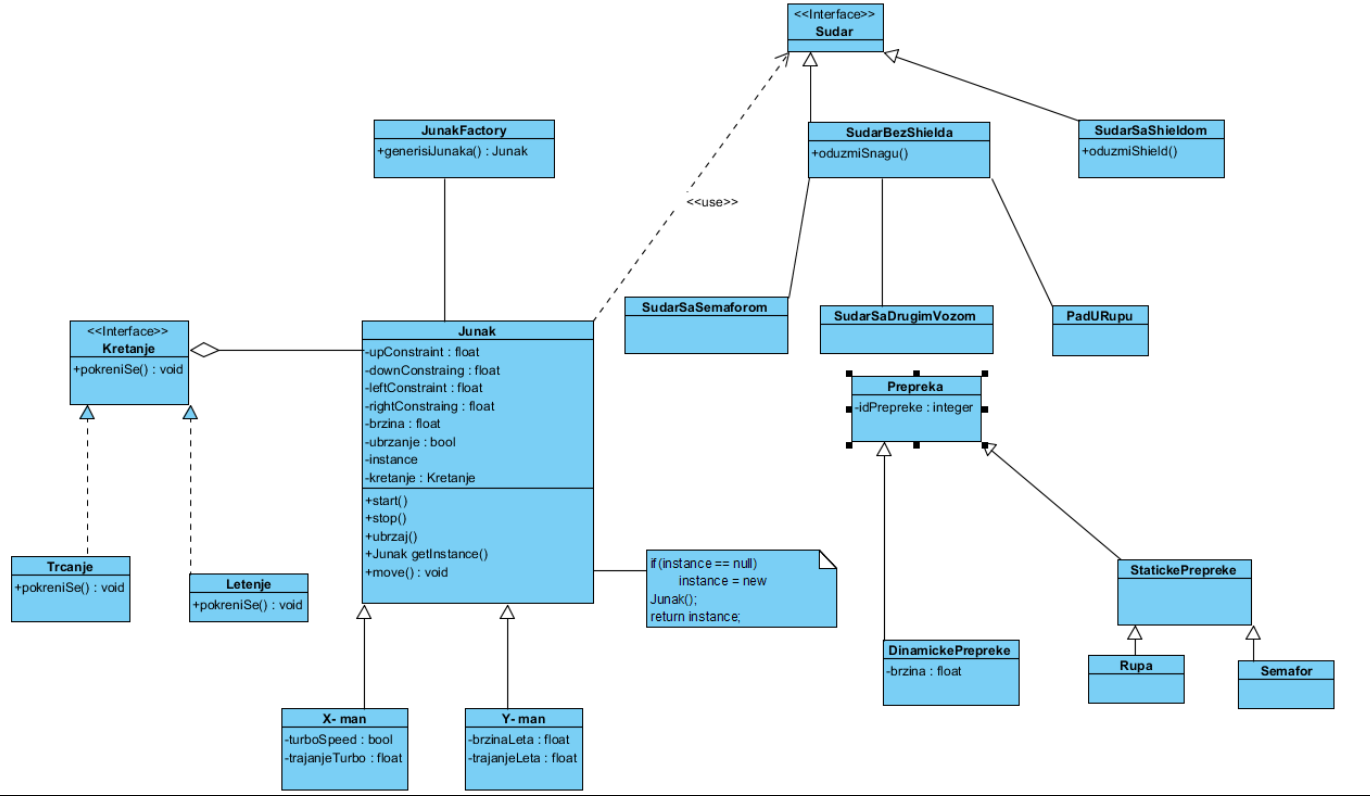 <<Interface>>
Sudar
JunakFactory
+generisiJunaka() : Junak
SudarBezShielda
+oduzmiSnagu()
SudarSaShieldom
+oduzmiShield()
<<use>>
SudarSaSemaforom
SudarSaDrugimVozom
PadURupu
<<Interface>>
Kretanje
+pokreniSe() : void
Junak
-upConstraint : float
-downConstraing : float
-leftConstraint : float
-rightConstraing : float
-brzina : float
-ubrzanje : bool
-instance
-kretanje : Kretanje
+start()
+stop()
+ubrzaj()
+Junak getInstance()
+move() : void
Prepreka
-idPrepreke : integer
Trcanje
+pokreniSe() : void
Letenje
+pokreniSe() : void
if(instance == null)
instance = new
Junak();
return instance;
StatickePrepreke
DinamickePrepreke
-brzina : float
Rupa
Semafor
X- man
-turboSpeed : bool
-trajanjeTurbo : float
Y- man
-brzinaLeta : float
-trajanjeLeta : float